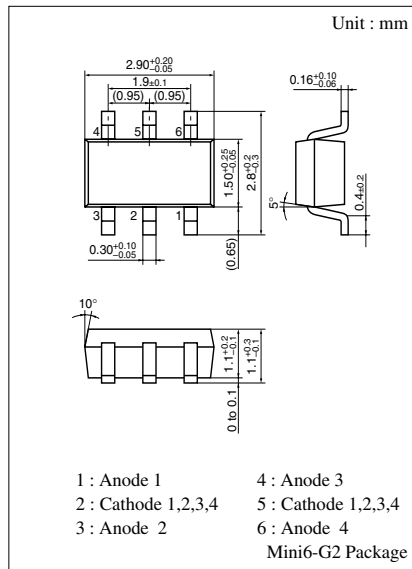 Unit : mm
2.90+0.20 −0.05
1.9±0.1
(0.95) (0.95)
0.16+0.10 −0.06
4 5 6
1.50+0.25 −0.05
2.8+0.2 −0.3
5°
0.4±0.2
3 2 1
0.30+0.10 −0.05
(0.65)
10°
1.1+0.2 −0.1
1.1+0.3 −0.1
0 to 0.1
1 : Anode 1 4 : Anode 3
2 : Cathode 1,2,3,4 5 : Cathode 1,2,3,4
3 : Anode 2 6 : Anode 4
Mini6-G2 Package